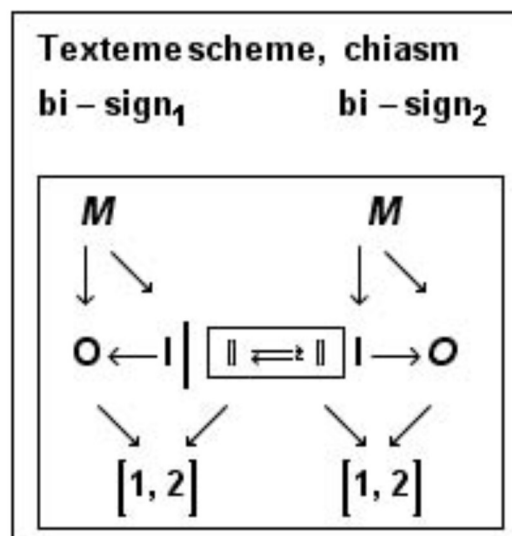 Texteme scheme, chiasm
bi – sign₁ bi – sign₂
M M
O ← I | 𝕀 ⇌ 𝕀 I → O
[1, 2] [1, 2]